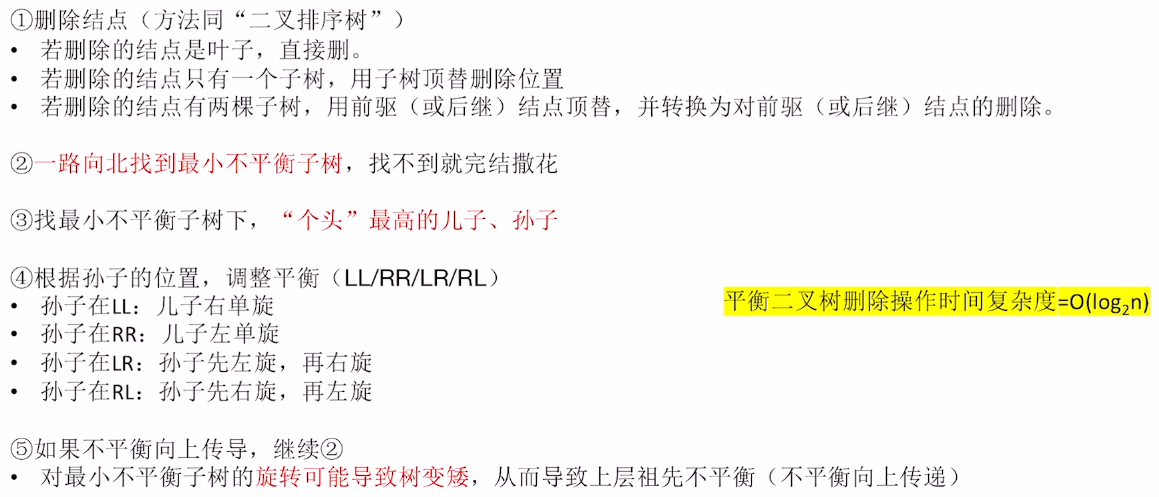 ①删除结点（方法同“二叉排序树”）
• 若删除的结点是叶子，直接删。
• 若删除的结点只有一个子树，用子树顶替删除位置
• 若删除的结点有两棵子树，用前驱（或后继）结点顶替，并转换为对前驱（或后继）结点的删除。
②一路向北找到最小不平衡子树，找不到就完结撒花
③找最小不平衡子树下，“个头”最高的儿子、孙子
④根据孙子的位置，调整平衡（LL/RR/LR/RL）
• 孙子在LL：儿子右单旋
• 孙子在RR：儿子左单旋
• 孙子在LR：孙子先左旋，再右旋
• 孙子在RL：孙子先右旋，再左旋
平衡二叉树删除操作时间复杂度=O(log₂n)
⑤如果不平衡向上传导，继续②
• 对最小不平衡子树的旋转可能导致树变矮，从而导致上层祖先不平衡（不平衡向上传递）